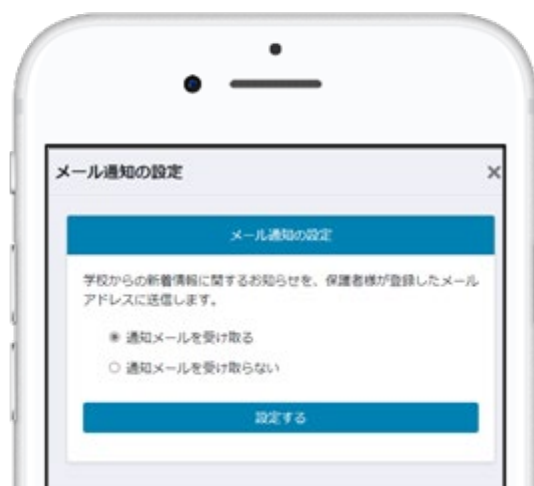 メール通知の設定
メール通知の設定
学校からの新着情報に関するお知らせを、保護者様が登録したメール
アドレスに送信します。
通知メールを受け取る
通知メールを受け取らない
設定する